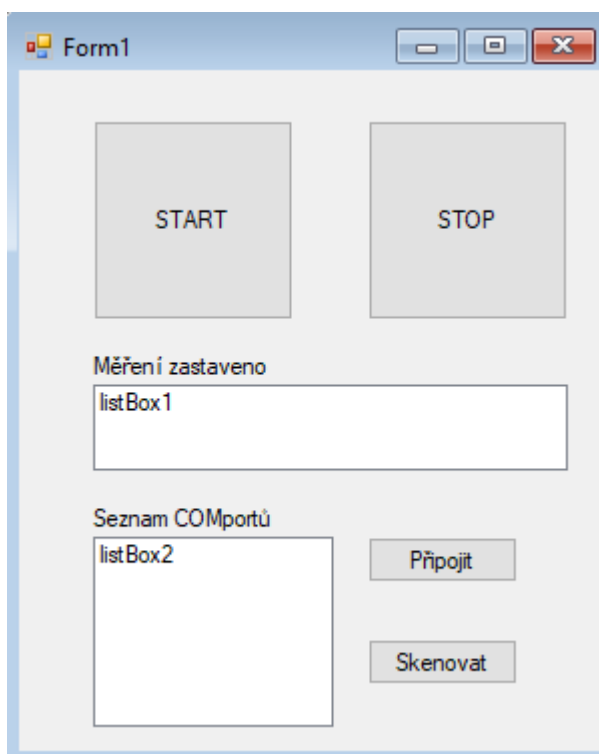 Form1
START
STOP
Měření zastaveno
listBox1
Seznam COMportů
listBox2
Připojit
Skenovat